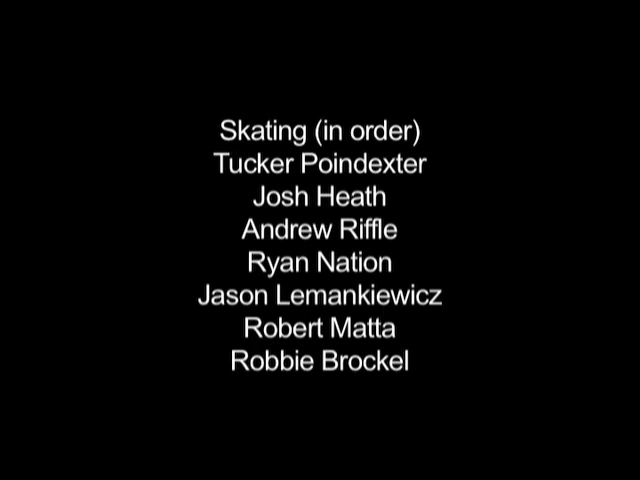 Skating (in order)
Tucker Poindexter
Josh Heath
Andrew Riffle
Ryan Nation
Jason Lemankiewicz
Robert Matta
Robbie Brockel